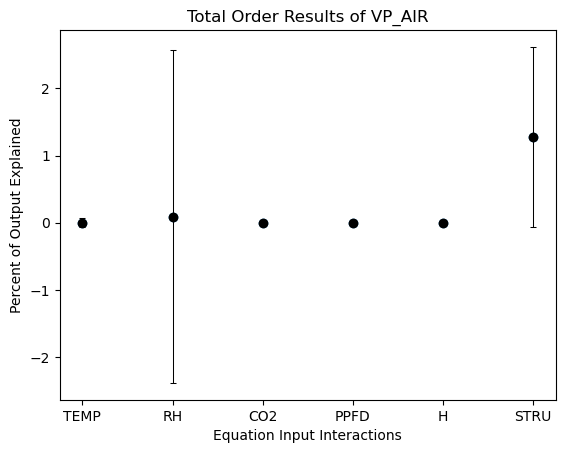 Total Order Results of VP_AIR
Percent of Output Explained
2
1
0
−1
−2
TEMP RH CO2 PPFD H STRU
Equation Input Interactions